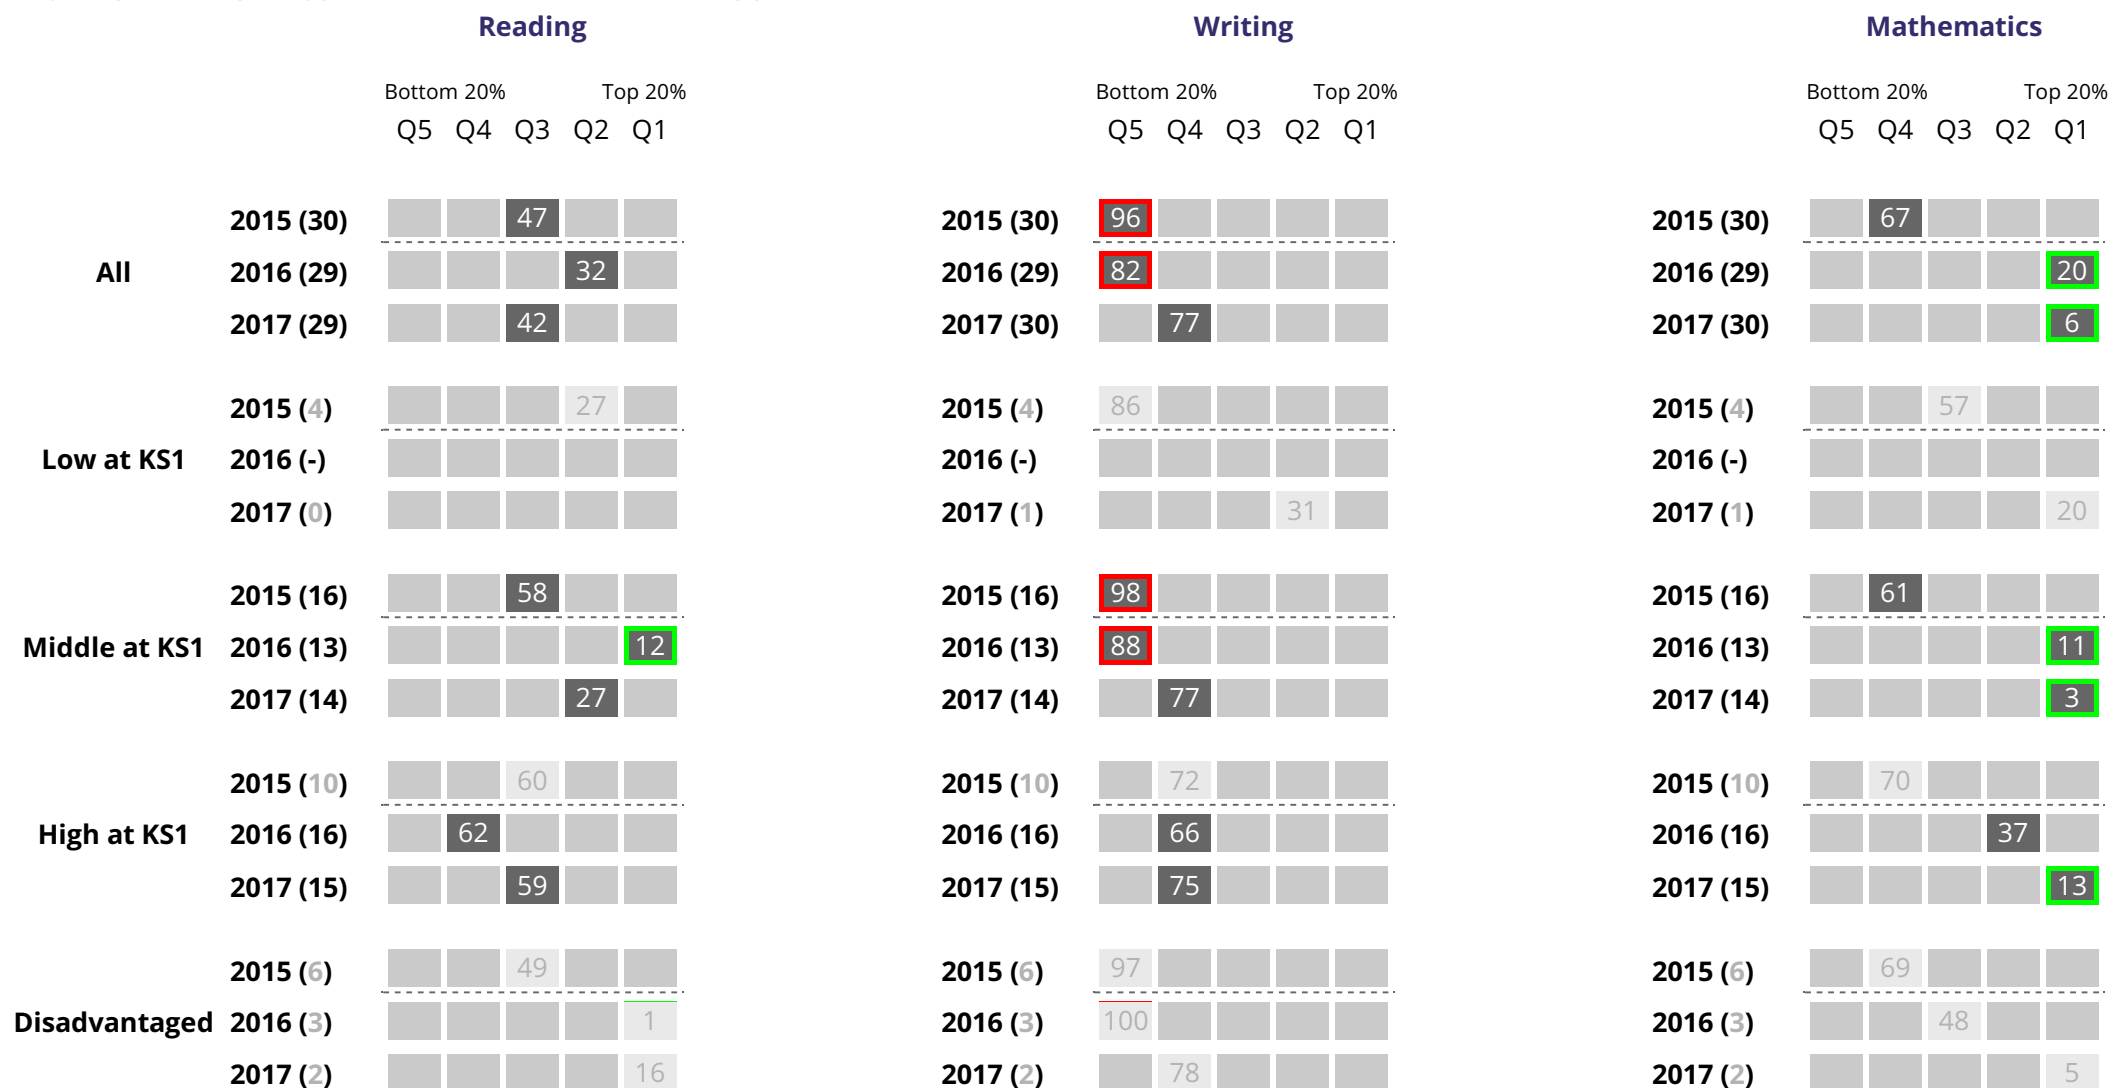 Reading Writing Mathematics
Bottom 20% Top 20% Bottom 20% Top 20% Bottom 20% Top 20%
Q5 Q4 Q3 Q2 Q1 Q5 Q4 Q3 Q2 Q1 Q5 Q4 Q3 Q2 Q1
2015 (30) 47 2015 (30) 96 2015 (30) 67
All 2016 (29) 32 2016 (29) 82 2016 (29) 20
2017 (29) 42 2017 (30) 77 2017 (30) 6
2015 (4) 27 2015 (4) 86 2015 (4) 57
Low at KS1 2016 (-) 2016 (-) 2016 (-)
2017 (0) 2017 (1) 31 2017 (1) 20
2015 (16) 58 2015 (16) 98 2015 (16) 61
Middle at KS1 2016 (13) 12 2016 (13) 88 2016 (13) 11
2017 (14) 27 2017 (14) 77 2017 (14) 3
2015 (10) 60 2015 (10) 72 2015 (10) 70
High at KS1 2016 (16) 62 2016 (16) 66 2016 (16) 37
2017 (15) 59 2017 (15) 75 2017 (15) 13
2015 (6) 49 2015 (6) 97 2015 (6) 69
Disadvantaged 2016 (3) 1 2016 (3) 100 2016 (3) 48
2017 (2) 16 2017 (2) 78 2017 (2) 5